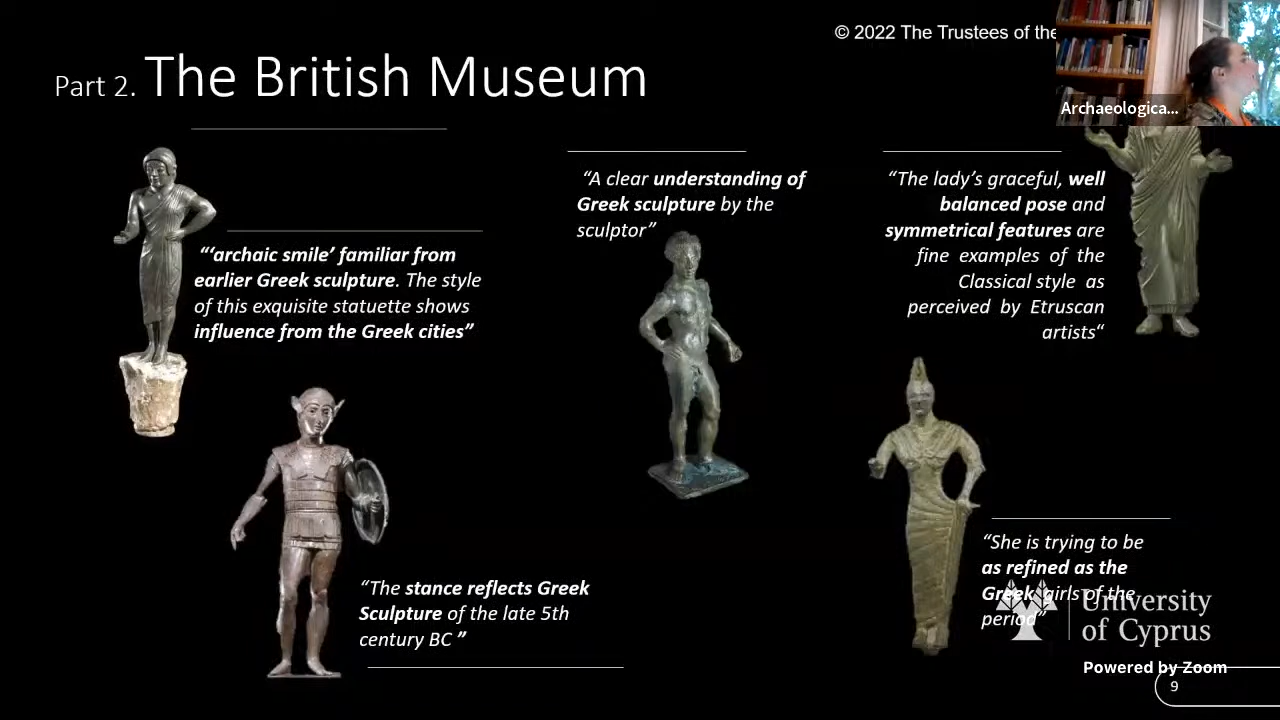 © 2022 The Trustees of the
Part 2. The British Museum
Archaeologica...
“‘archaic smile’ familiar from
earlier Greek sculpture. The style
of this exquisite statuette shows
influence from the Greek cities”
“A clear understanding of
Greek sculpture by the
sculptor”
“The lady’s graceful, well
balanced pose and
symmetrical features are
fine examples of the
Classical style as
perceived by Etruscan
artists“
“The stance reflects Greek
Sculpture of the late 5th
century BC ”
“She is trying to be
as refined as the
Greek girls of the
period”
University
of Cyprus
Powered by Zoom
9